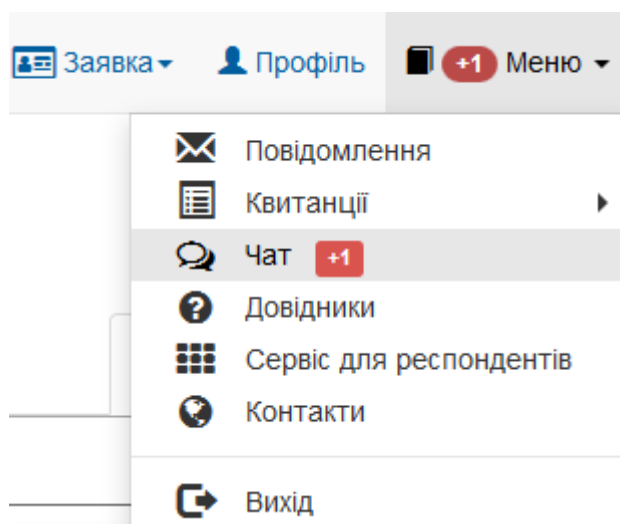 Заявка Профіль +1 Меню
Повідомлення
Квитанції
Чат +1
Довідники
Сервіс для респондентів
Контакти
Вихід